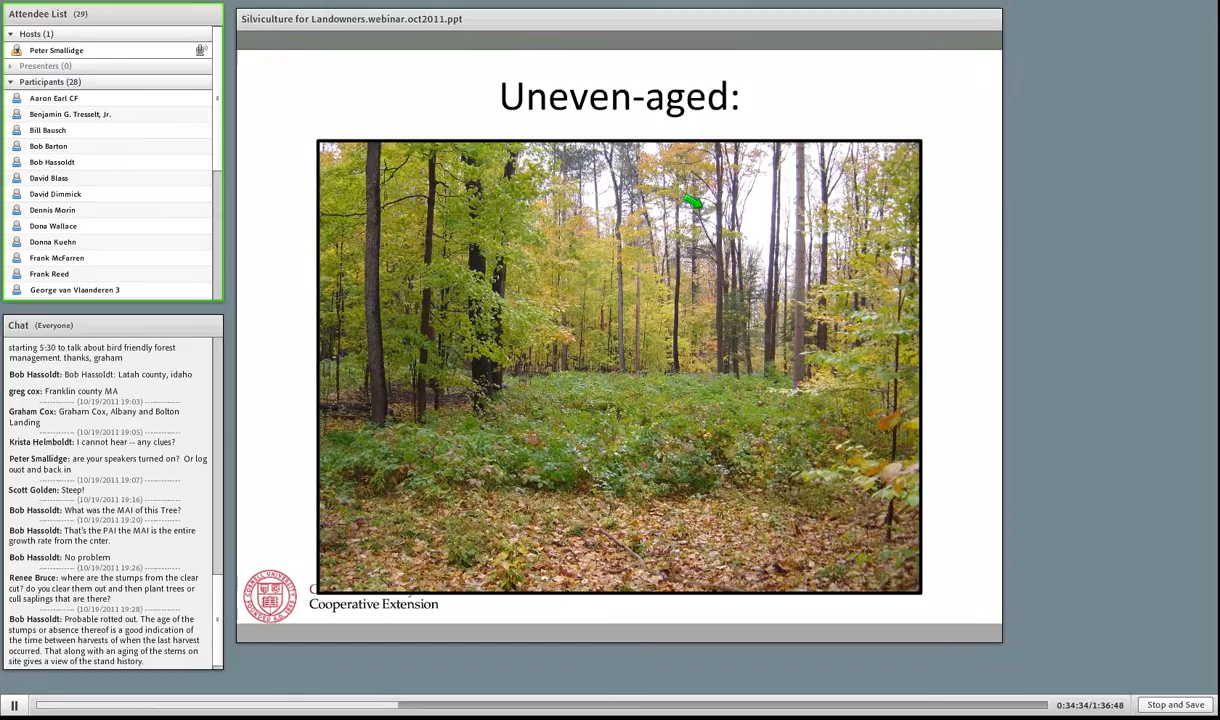 Attendee List (29)
Hosts (1)
Peter Smallidge
Presenters (0)
Participants (28)
Aaron Earl CF
Benjamin G. Tresselt, Jr.
Bill Bausch
Bob Barton
Bob Hassoldt
David Blass
David Dimmick
Dennis Morin
Dona Wallace
Donna Kuehn
Frank McFarren
Frank Reed
George van Vlaanderen 3
Chat (Everyone)
starting 5:30 to talk about bird friendly forest
management. thanks, graham
Bob Hassoldt: Bob Hassoldt: Latah county, idaho
greg cox: Franklin county MA
------------ (10/19/2011 19:03) -----------
Graham Cox: Graham Cox, Albany and Bolton
Landing
------------ (10/19/2011 19:05) -----------
Krista Helmboldt: I cannot hear -- any clues?
Peter Smallidge: are your speakers turned on? Or log
ouot and back in
------------ (10/19/2011 19:07) -----------
Scott Golden: Steep!
------------ (10/19/2011 19:16) -----------
Bob Hassoldt: What was the MAI of this Tree?
------------ (10/19/2011 19:20) -----------
Bob Hassoldt: That's the PAI the MAI is the entire
growth rate from the cnter.
Bob Hassoldt: No problem
------------ (10/19/2011 19:26) -----------
Renee Bruce: where are the stumps from the clear
cut? do you clear them out and then plant trees or
cull saplings that are there?
------------ (10/19/2011 19:28) -----------
Bob Hassoldt: Probable rotted out. The age of the
stumps or absence thereof is a good indication of
the time between harvests of when the last harvest
occurred. That along with an aging of the stems on
site gives a view of the stand history.
Silviculture for Landowners.webinar.oct2011.ppt
Uneven-aged:
Cooperative Extension
0:34:34/1:36:48
Stop and Save